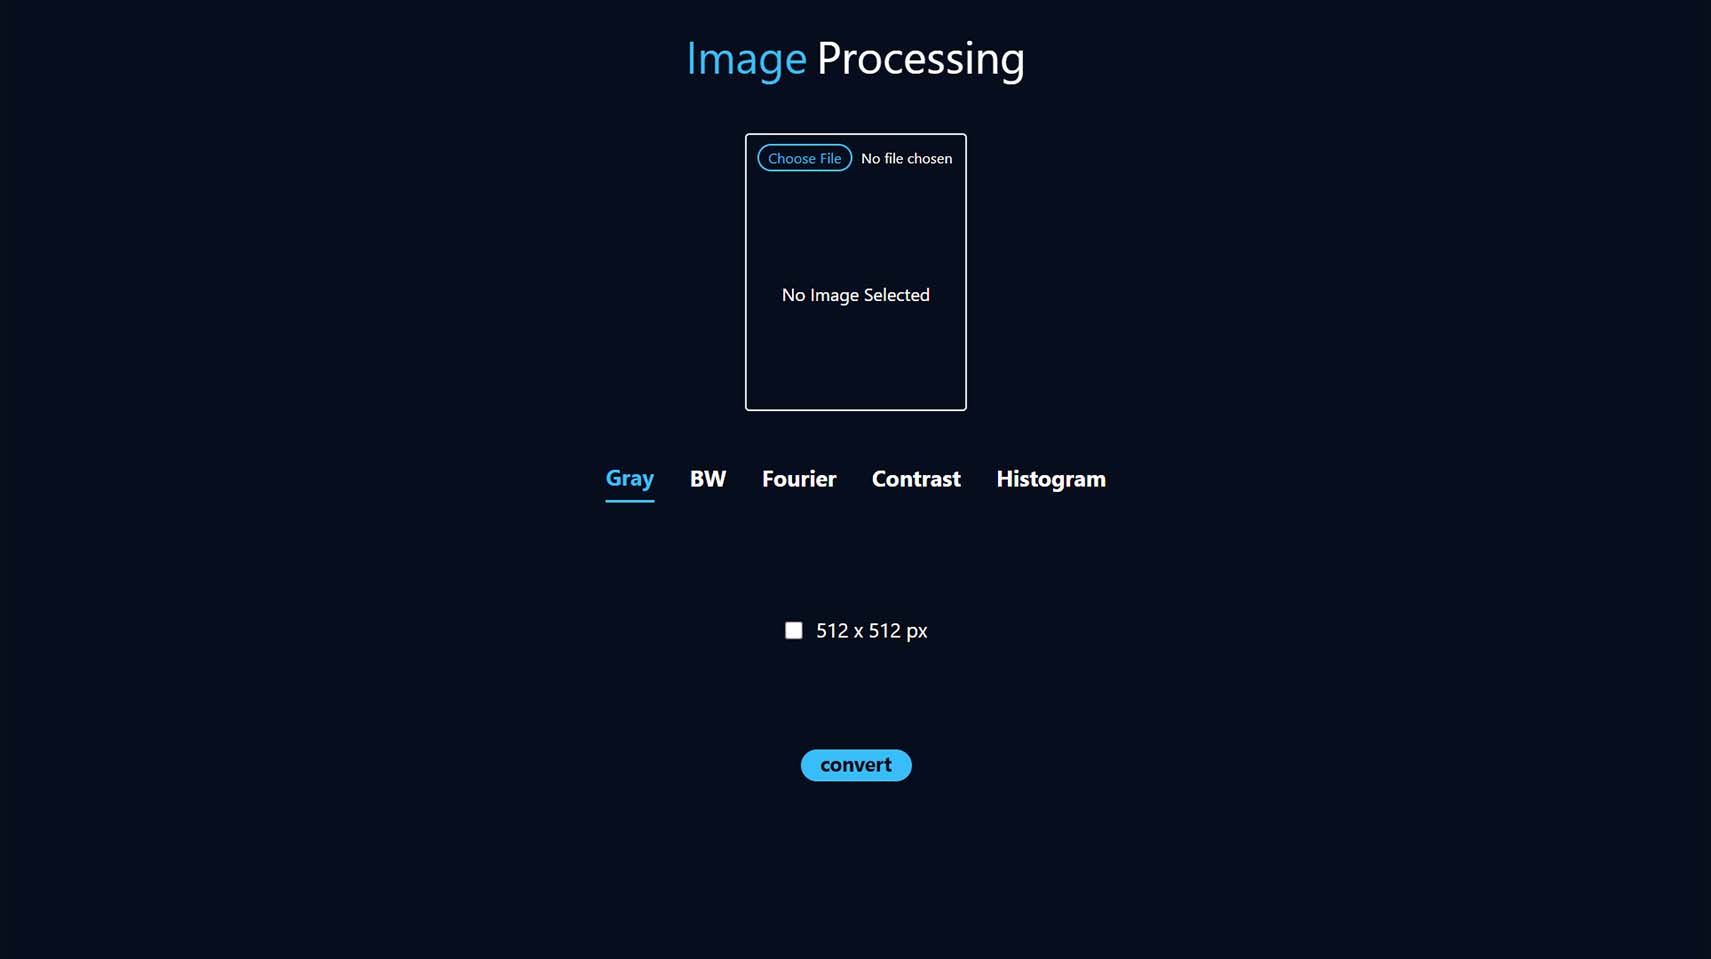 Image Processing
Choose File No file chosen
No Image Selected
Gray BW Fourier Contrast Histogram
512 x 512 px
convert